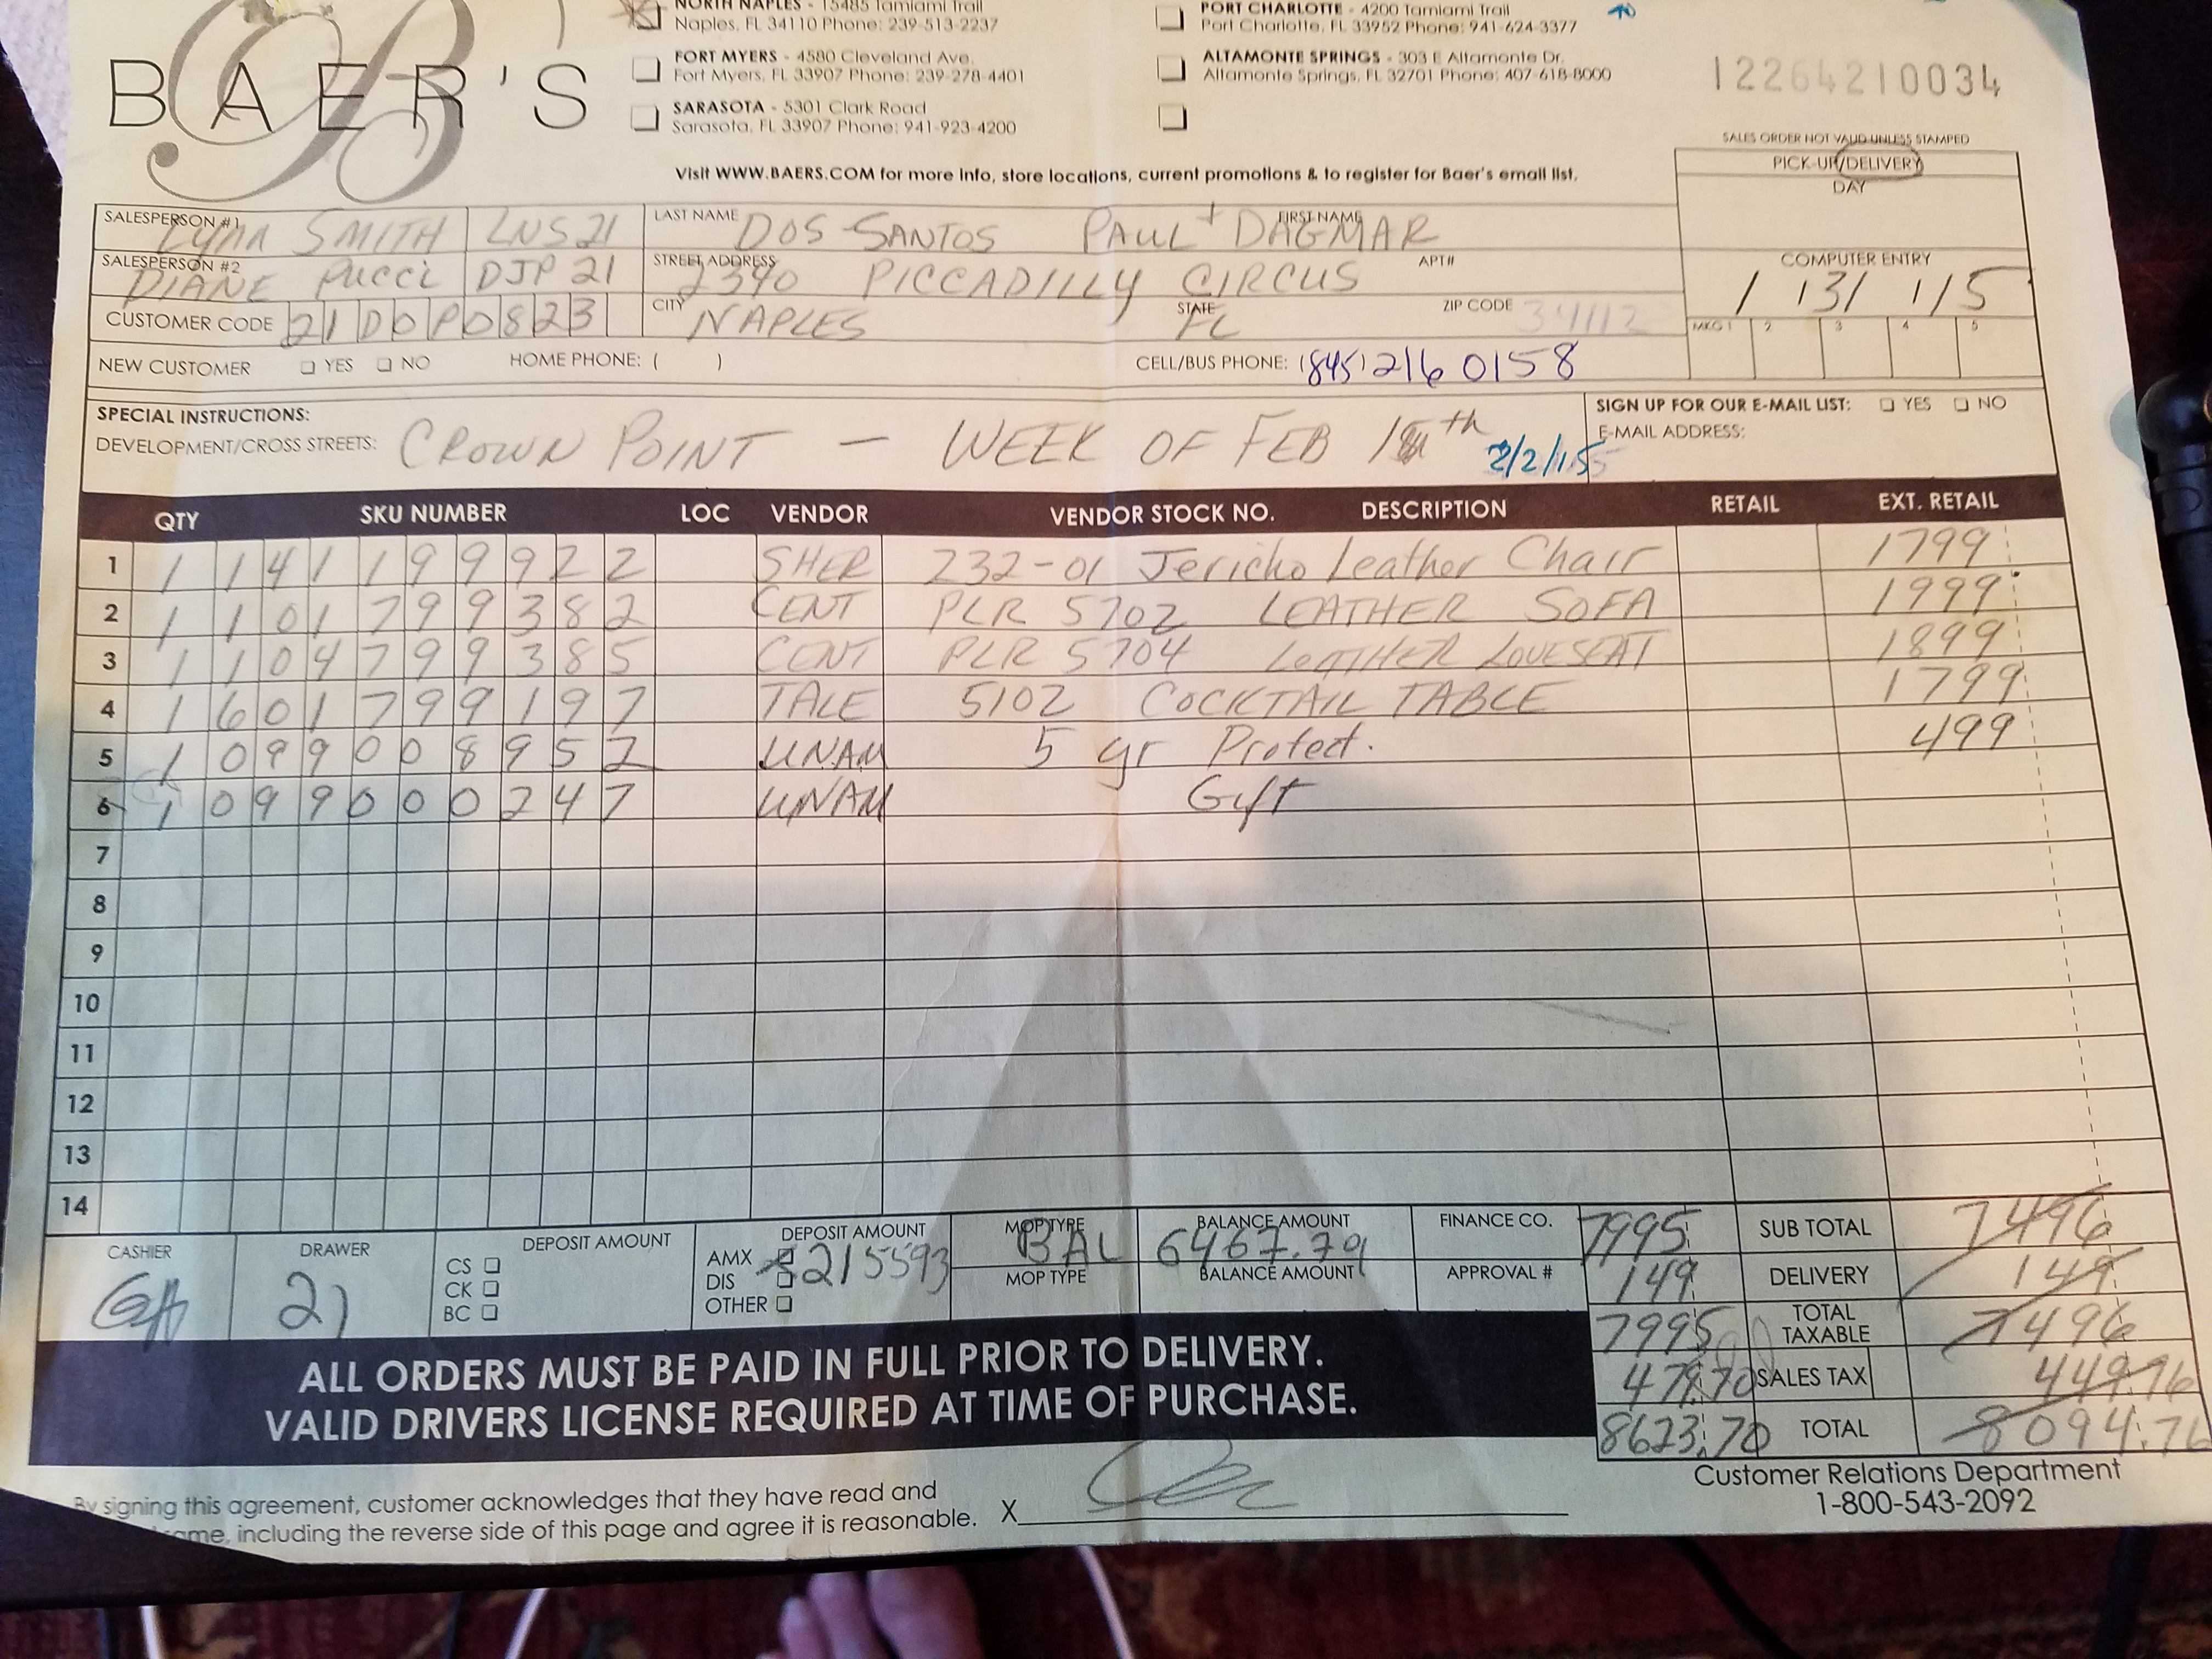 NORTH NAPLES - 15485 Tamiami Trail
Naples, FL 34110 Phone: 239-513-2237
FORT MYERS - 4580 Cleveland Ave.
Fort Myers, FL 33907 Phone: 239-278-4401
SARASOTA - 5301 Clark Road
Sarasota, FL 33907 Phone: 941-923-4200
PORT CHARLOTTE - 4200 Tamiami Trail
Port Charlotte, FL 33952 Phone: 941-624-3377
ALTAMONTE SPRINGS - 303 E Altamonte Dr.
Altamonte Springs, FL 32701 Phone: 407-618-8000
BAER'S
12264210034
SALES ORDER NOT VALID UNLESS STAMPED
Visit WWW.BAERS.COM for more info, store locations, current promotions & to register for Baer's email list.
PICK-UP/DELIVERY
DAY
SALESPERSON #1 LYNN SMITH LNS21 LAST NAME DOS SANTOS FIRST NAME PAUL + DAGMAR
SALESPERSON #2 DIANE PUCCI DJP21 STREET ADDRESS 2390 PICCADILLY CIRCUS APT#
COMPUTER ENTRY 1/31/15
CUSTOMER CODE 21DOP0823 CITY NAPLES STATE FL ZIP CODE 34112
MKG 1 2 3 4 5
NEW CUSTOMER YES NO HOME PHONE: ( ) CELL/BUS PHONE: (845) 216 0158
SPECIAL INSTRUCTIONS:
DEVELOPMENT/CROSS STREETS: CROWN POINT — WEEK OF FEB th 2/2/15
SIGN UP FOR OUR E-MAIL LIST: YES NO
E-MAIL ADDRESS:
QTY SKU NUMBER LOC VENDOR VENDOR STOCK NO. DESCRIPTION RETAIL EXT. RETAIL
1 1 141199922 SHER 232-01 Jericho Leather Chair 1799
2 1 101799382 CENT PLR 5702 LEATHER SOFA 1999
3 1 104799385 CENT PLR 5704 LEATHER LOVESEAT 1899
4 1 601799197 TALE 5102 COCKTAIL TABLE 1799
5 1 099008952 UNAM 5 yr Protect. 499
6 1 099000247 UNAM Gift
7
8
9
10
11
12
13
14
CASHIER
DRAWER 21
DEPOSIT AMOUNT
CS
CK
BC
DEPOSIT AMOUNT
AMX 215593
DIS
OTHER
MOP TYPE BAL BALANCE AMOUNT 6467.79 FINANCE CO.
MOP TYPE BALANCE AMOUNT APPROVAL #
7995 SUB TOTAL 7496
149 DELIVERY 149
7995 TOTAL TAXABLE 7496
479.70 SALES TAX 449.76
8623.70 TOTAL 8094.76
ALL ORDERS MUST BE PAID IN FULL PRIOR TO DELIVERY.
VALID DRIVERS LICENSE REQUIRED AT TIME OF PURCHASE.
Customer Relations Department
1-800-543-2092
By signing this agreement, customer acknowledges that they have read and
same, including the reverse side of this page and agree it is reasonable. X